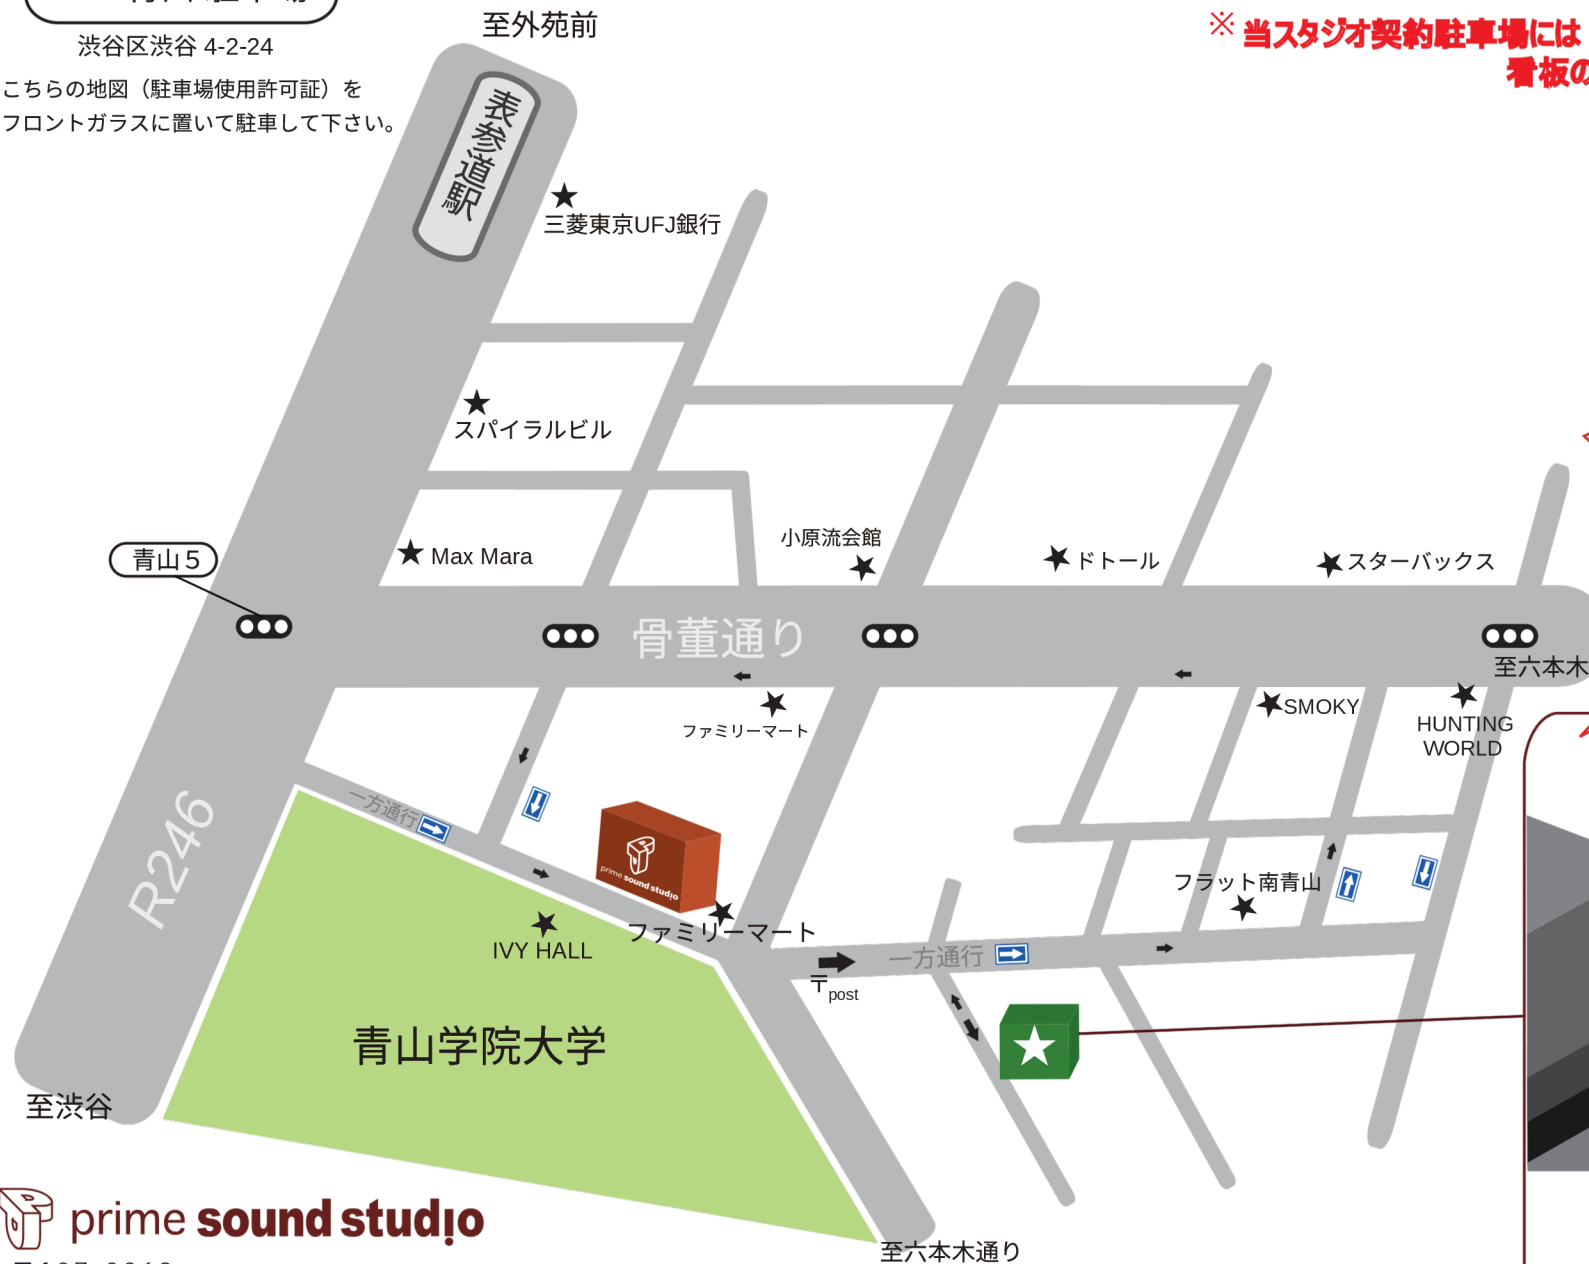 渋谷区渋谷 4-2-24
こちらの地図（駐車場使用許可証）を
フロントガラスに置いて駐車して下さい。
至外苑前
※ 当スタジオ契約駐車場には
看板の
表参道駅
三菱東京UFJ銀行
スパイラルビル
Max Mara
小原流会館
ドトール
スターバックス
青山５
骨董通り
至六本木
ファミリーマート
SMOKY
HUNTING
WORLD
R246
一方通行
prime sound studio
ファミリーマート
IVY HALL
フラット南青山
一方通行
〒post
青山学院大学
至渋谷
prime sound studio
至六本木通り